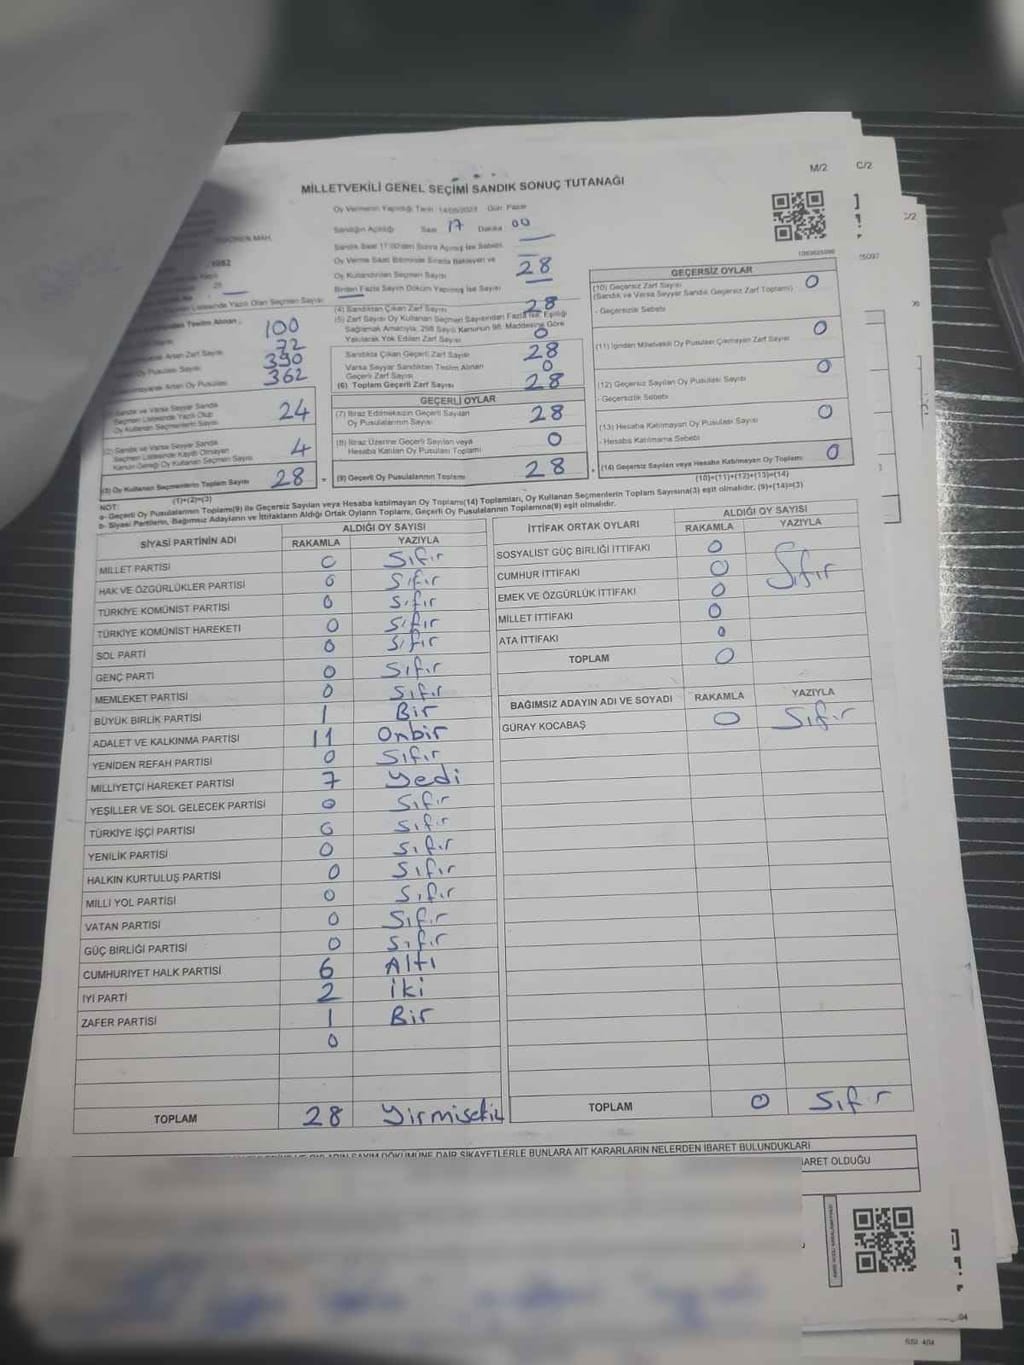 M/2
C/2
MİLLETVEKİLİ GENEL SEÇİMİ SANDIK SONUÇ TUTANAĞI
Oy Vermenin Yapıldığı Tarih 14/05/2023 Gün: Pazar
Sandığın Açıldığı Saat 17 Dakika 00
Sandık Saat 17:00'den Sonra Açılmış İse Sebebi
Oy Verme Saati Bitiminde Sırada Bekleyen ve
Oy Kullandırılan Seçmen Sayısı 28
Birden Fazla Sayım Döküm Yapılmış İse Sayısı
MAH.
1082
Listesinde Yazılı Olan Seçmen Sayısı
Teslim Alınan
100
Artan Zarf Sayısı 72
Oy Pusulası Sayısı 390
Artan Oy Pusulası 362
(4) Sandıktan Çıkan Zarf Sayısı 28
(5) Zarf Sayısı Oy Kullanan Seçmen Sayısından Fazla İse, Eşitliği
Sağlamak Amacıyla, 298 Sayılı Kanunun 98. Maddesine Göre
Yakılarak Yok Edilen Zarf Sayısı 0
Sandıkta Çıkan Geçerli Zarf Sayısı 28
Varsa Seyyar Sandıktan Teslim Alınan
Geçerli Zarf Sayısı 0
(6) Toplam Geçerli Zarf Sayısı 28
Sandık ve Varsa Seyyar Sandık
Seçmen Listesinde Yazılı Olup
Oy Kullanan Seçmen Sayısı 24
(2) Sandık ve Varsa Seyyar Sandık
Seçmen Listesinde Kayıtlı Olmayan
Kanun Gereği Oy Kullanan Seçmen Sayısı 4
(3) Oy Kullanan Seçmenlerin Toplam Sayısı 28
(1)+(2)=(3)
GEÇERLİ OYLAR
(7) İtiraz Edilmeksizin Geçerli Sayılan
Oy Pusulalarının Sayısı 28
(8) İtiraz Üzerine Geçerli Sayılan veya
Hesaba Katılan Oy Pusulası Toplamı 0
(9) Geçerli Oy Pusulalarının Toplamı 28
GEÇERSİZ OYLAR
(10) Geçersiz Zarf Sayısı 0
(Sandık ve Varsa Seyyar Sandık Geçersiz Zarf Toplamı)
- Geçersizlik Sebebi
(11) İçinden Milletvekili Oy Pusulası Çıkmayan Zarf Sayısı 0
(12) Geçersiz Sayılan Oy Pusulası Sayısı 0
- Geçersizlik Sebebi
(13) Hesaba Katılmayan Oy Pusulası Sayısı 0
- Hesaba Katılmama Sebebi
(14) Geçersiz Sayılan veya Hesaba Katılmayan Oy Toplamı 0
(10)+(11)+(12)+(13)=(14)
NOT:
a- Geçerli Oy Pusulalarının Toplamı(9) ile Geçersiz Sayılan veya Hesaba katılmayan Oy Toplamı(14) Toplamları, Oy Kullanan Seçmenlerin Toplam Sayısına(3) eşit olmalıdır. (9)+(14)=(3)
b- Siyasi Partilerin, Bağımsız Adayların ve İttifakların Aldığı Ortak Oyların Toplamı, Geçerli Oy Pusulalarının Toplamına(9) eşit olmalıdır.
SİYASİ PARTİNİN ADI ALDIĞI OY SAYISI
RAKAMLA YAZIYLA
MİLLET PARTİSİ 0 Sıfır
HAK VE ÖZGÜRLÜKLER PARTİSİ 0 Sıfır
TÜRKİYE KOMÜNİST PARTİSİ 0 Sıfır
TÜRKİYE KOMÜNİST HAREKETİ 0 Sıfır
SOL PARTİ 0 Sıfır
GENÇ PARTİ 0 Sıfır
MEMLEKET PARTİSİ 0 Sıfır
BÜYÜK BİRLİK PARTİSİ 1 Bir
ADALET VE KALKINMA PARTİSİ 11 Onbir
YENİDEN REFAH PARTİSİ 0 Sıfır
MİLLİYETÇİ HAREKET PARTİSİ 7 Yedi
YEŞİLLER VE SOL GELECEK PARTİSİ 0 Sıfır
TÜRKİYE İŞÇİ PARTİSİ 0 Sıfır
YENİLİK PARTİSİ 0 Sıfır
HALKIN KURTULUŞ PARTİSİ 0 Sıfır
MİLLİ YOL PARTİSİ 0 Sıfır
VATAN PARTİSİ 0 Sıfır
GÜÇ BİRLİĞİ PARTİSİ 0 Sıfır
CUMHURİYET HALK PARTİSİ 6 Altı
İYİ PARTİ 2 İki
ZAFER PARTİSİ 1 Bir
0
TOPLAM 28 Yirmisekiz
İTTİFAK ORTAK OYLARI ALDIĞI OY SAYISI
RAKAMLA YAZIYLA
SOSYALİST GÜÇ BİRLİĞİ İTTİFAKI 0
CUMHUR İTTİFAKI 0 Sıfır
EMEK VE ÖZGÜRLÜK İTTİFAKI 0
MİLLET İTTİFAKI 0
ATA İTTİFAKI 0
TOPLAM 0
BAĞIMSIZ ADAYIN ADI VE SOYADI RAKAMLA YAZIYLA
GÜRAY KOCABAŞ 0 Sıfır
TOPLAM 0 Sıfır
SAYIM DÖKÜMÜNE DAİR ŞİKAYETLERLE BUNLARA AİT KARARLARIN NELERDEN İBARET BULUNDUKLARI
İBARET OLDUĞU